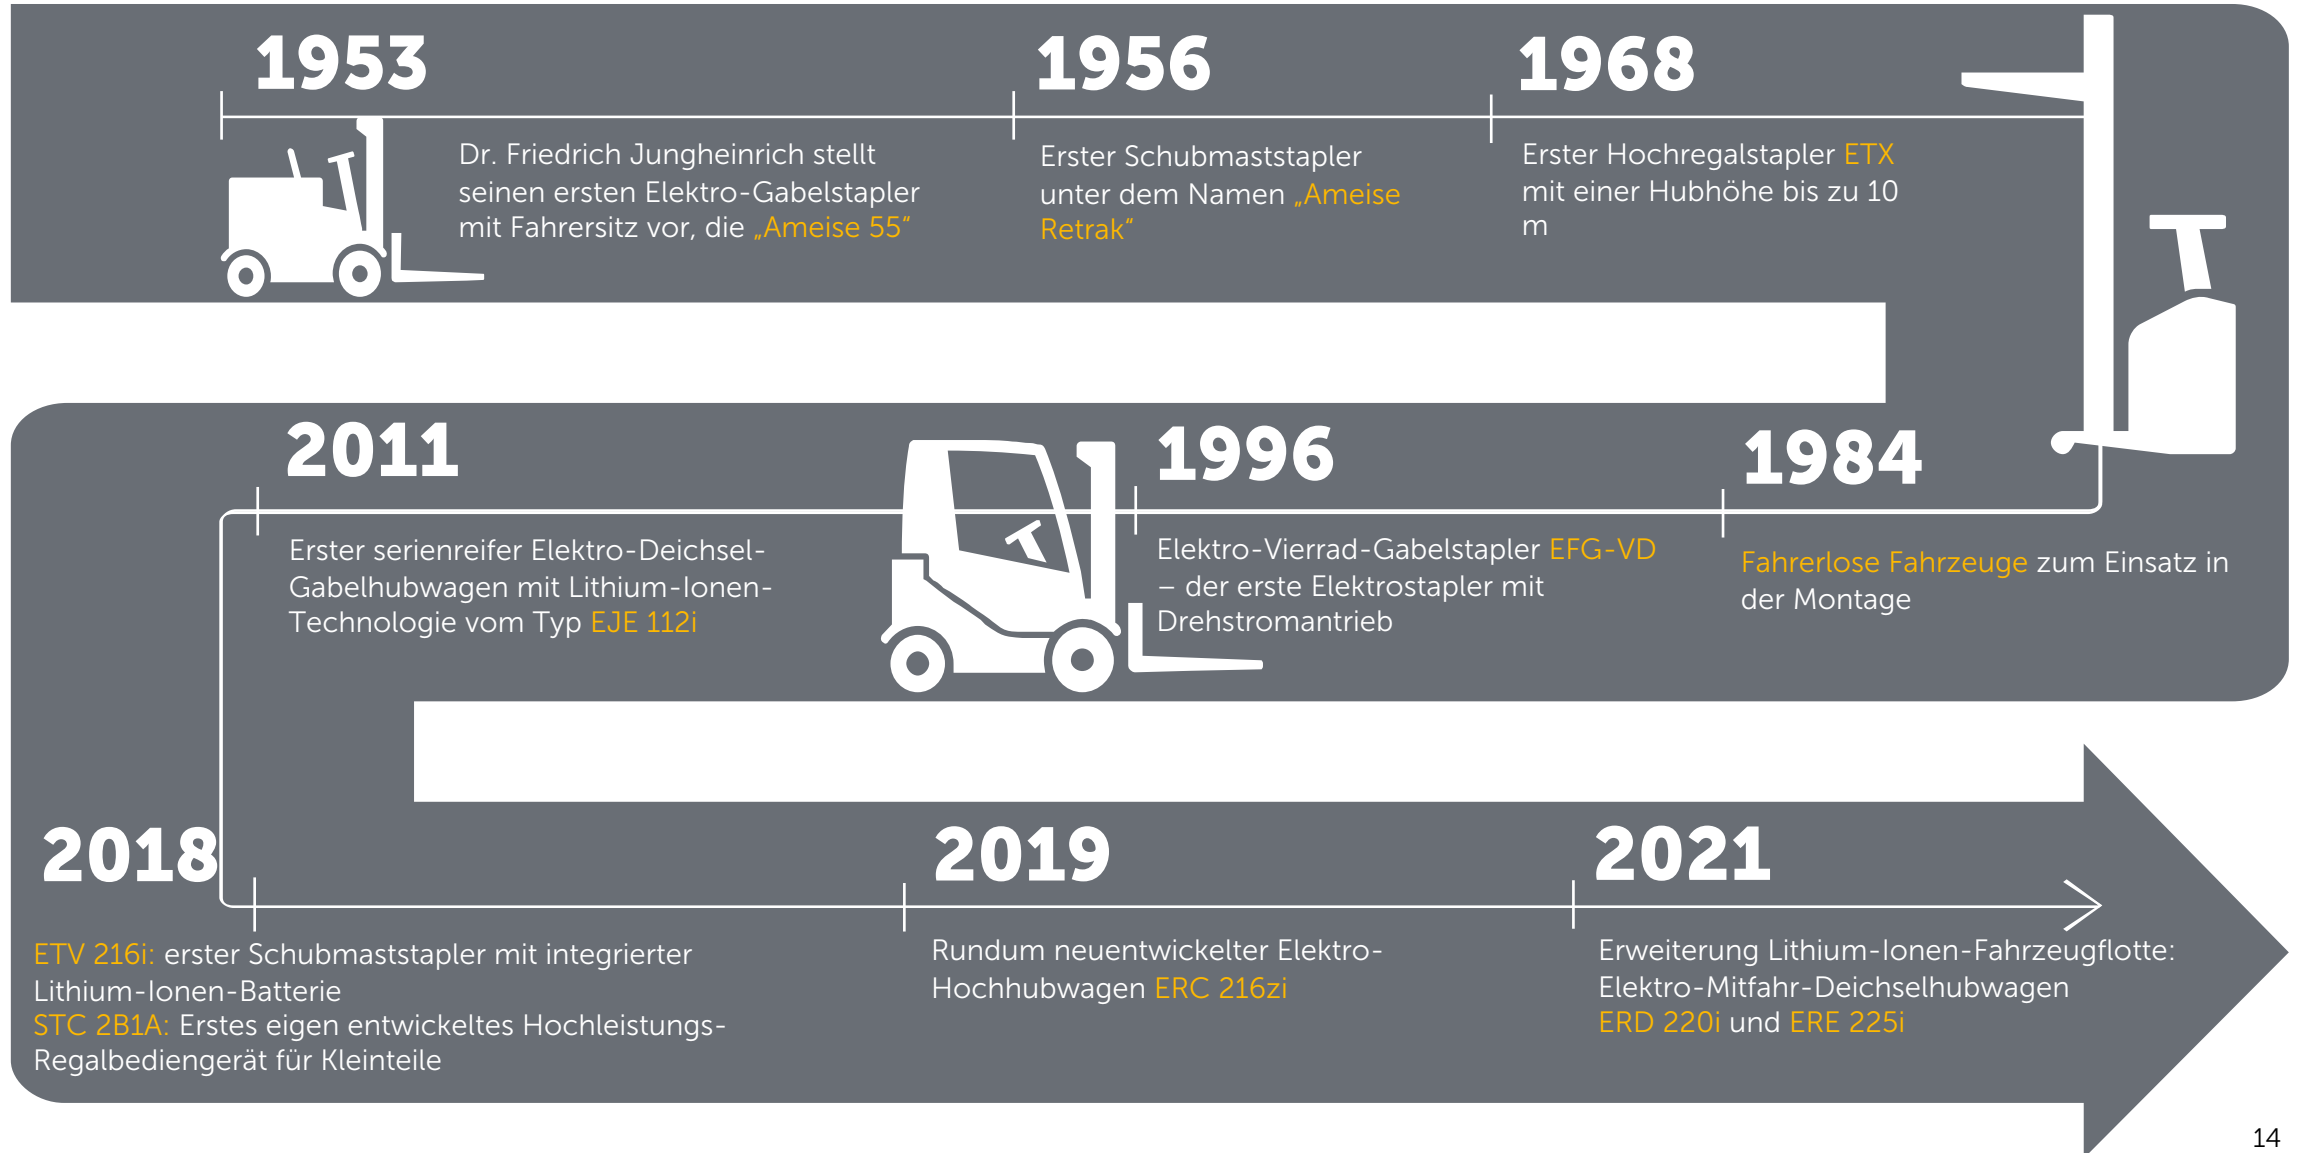 1953
Dr. Friedrich Jungheinrich stellt
seinen ersten Elektro-Gabelstapler
mit Fahrersitz vor, die „Ameise 55“
1956
Erster Schubmaststapler
unter dem Namen „Ameise
Retrak“
1968
Erster Hochregalstapler ETX
mit einer Hubhöhe bis zu 10
m
1984
Fahrerlose Fahrzeuge zum Einsatz in
der Montage
1996
Elektro-Vierrad-Gabelstapler EFG-VD
– der erste Elektrostapler mit
Drehstromantrieb
2011
Erster serienreifer Elektro-Deichsel-
Gabelhubwagen mit Lithium-Ionen-
Technologie vom Typ EJE 112i
2018
ETV 216i: erster Schubmaststapler mit integrierter
Lithium-Ionen-Batterie
STC 2B1A: Erstes eigen entwickeltes Hochleistungs-
Regalbediengerät für Kleinteile
2019
Rundum neuentwickelter Elektro-
Hochhubwagen ERC 216zi
2021
Erweiterung Lithium-Ionen-Fahrzeugflotte:
Elektro-Mitfahr-Deichselhubwagen
ERD 220i und ERE 225i
14